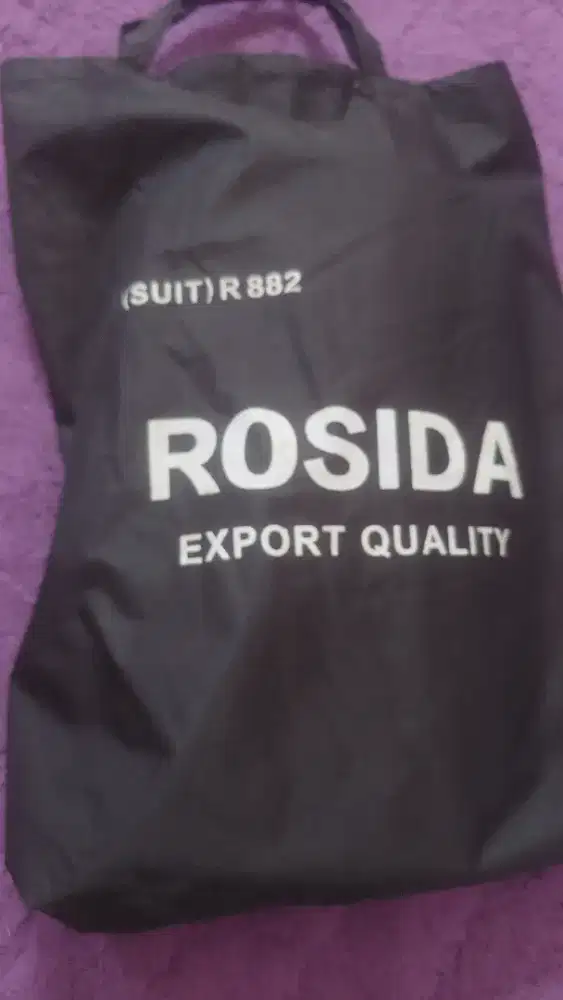 (SUIT) R 882
ROSIDA
EXPORT QUALITY